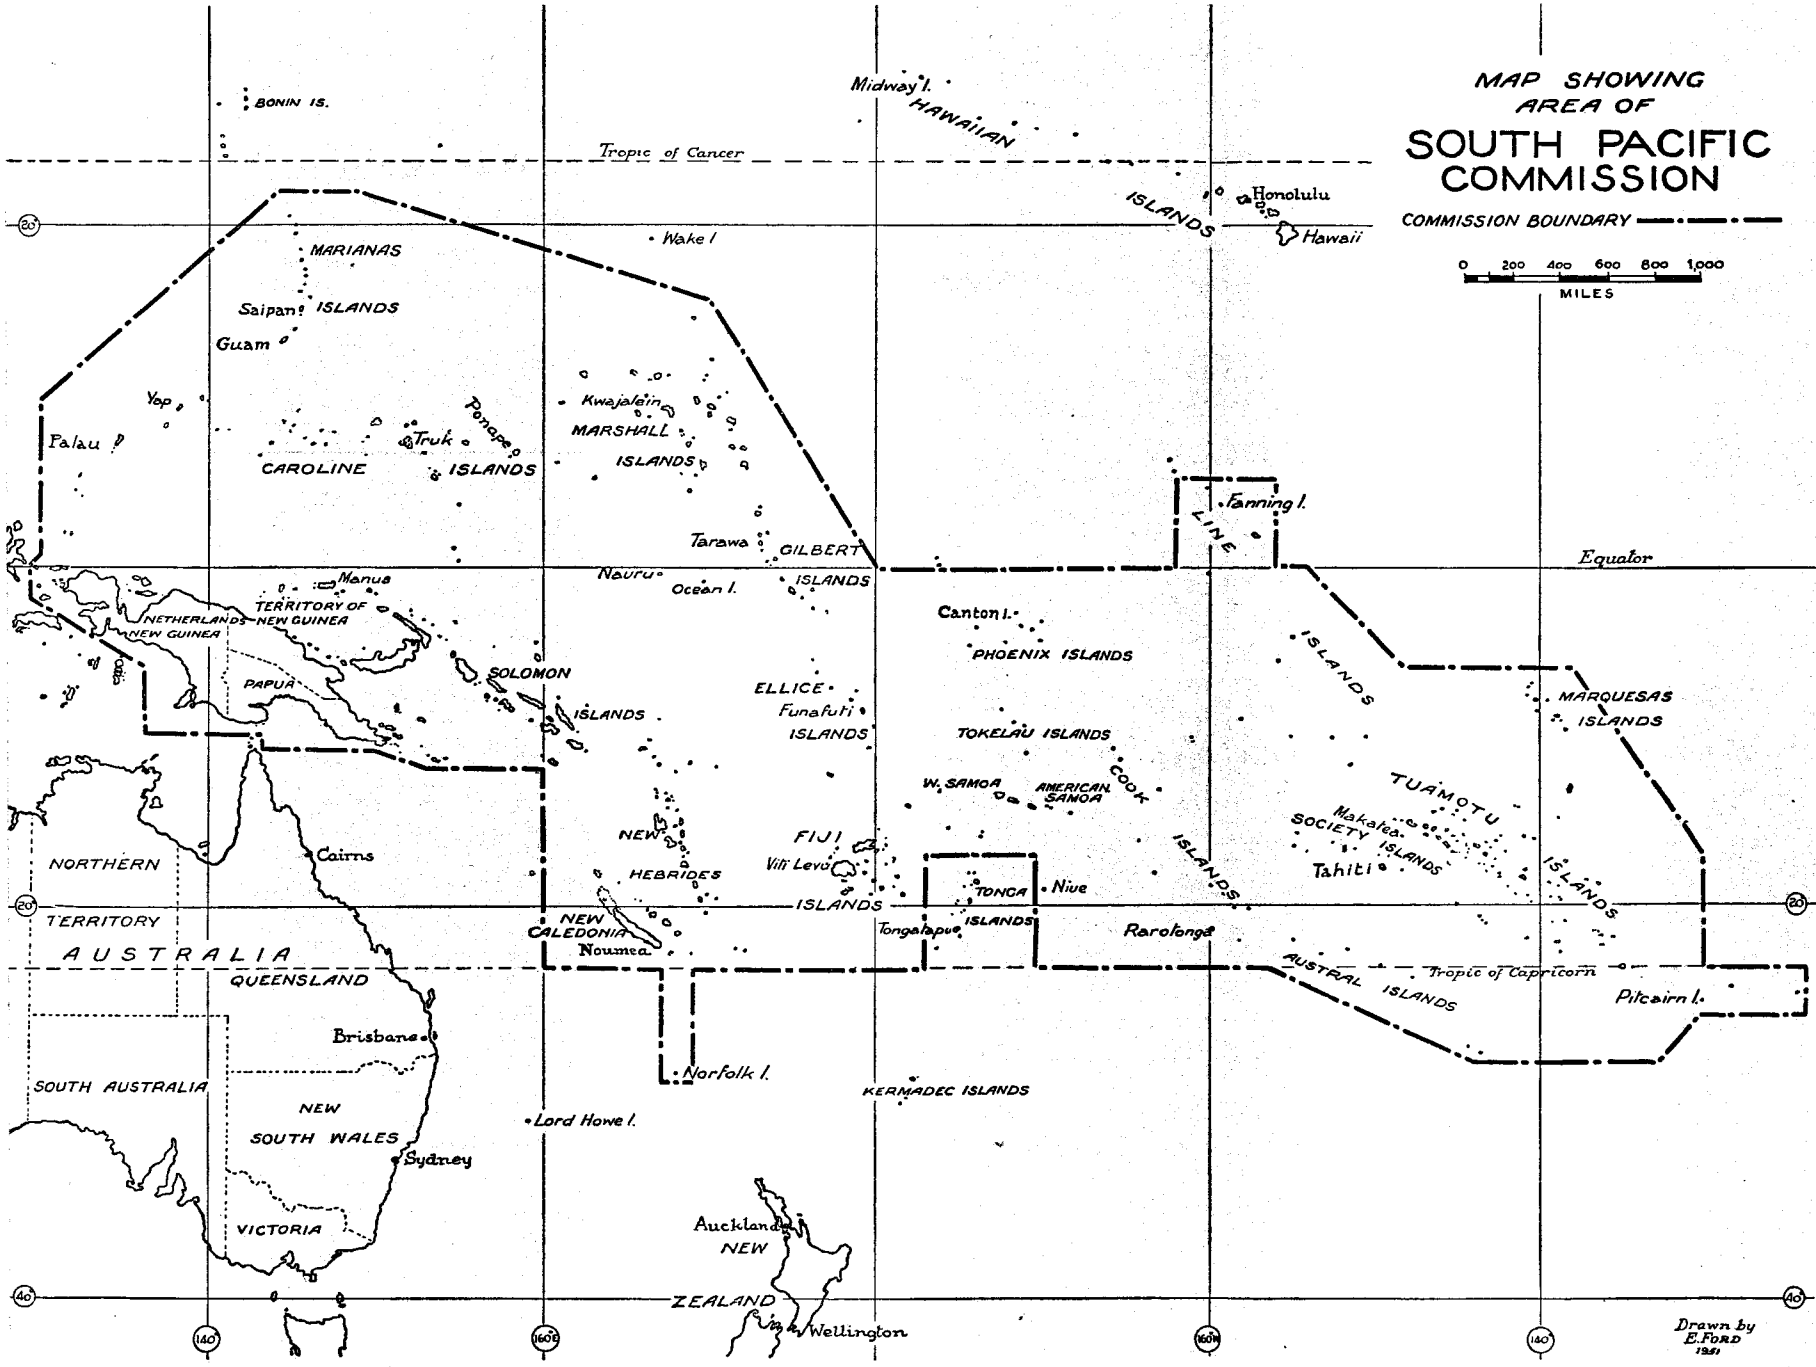 MAP SHOWING
AREA OF
SOUTH PACIFIC
COMMISSION
COMMISSION BOUNDARY
0 200 400 600 800 1,000
MILES
BONIN IS.
Midway I.
HAWAIIAN
ISLANDS
Tropic of Cancer
Honolulu
Hawaii
20°
Wake I
MARIANAS
ISLANDS
Saipan
Guam
Yap
Palau
Truk
Ponape
CAROLINE
ISLANDS
Kwajalein
MARSHALL
ISLANDS
Fanning I.
LINE
ISLANDS
Tarawa
GILBERT
ISLANDS
Equator
Nauru
Ocean I.
Manus
TERRITORY OF
NEW GUINEA
NETHERLANDS
NEW GUINEA
PAPUA
SOLOMON
ISLANDS
Canton I.
PHOENIX ISLANDS
ELLICE
Funafuti
ISLANDS
TOKELAU ISLANDS
MARQUESAS
ISLANDS
W. SAMOA
AMERICAN
SAMOA
COOK
ISLANDS
TUAMOTU
ISLANDS
Makatea
SOCIETY ISLANDS
Tahiti
NEW
HEBRIDES
FIJI
Viti Levu
ISLANDS
Cairns
NORTHERN
TERRITORY
TONGA
ISLANDS
Niue
Tongatapu
20°
20°
NEW
CALEDONIA
Noumea
Rarotonga
AUSTRALIA
QUEENSLAND
AUSTRAL ISLANDS
Tropic of Capricorn
Pitcairn I.
Brisbane
SOUTH AUSTRALIA
NEW
SOUTH WALES
Norfolk I.
KERMADEC ISLANDS
Lord Howe I.
Sydney
VICTORIA
Auckland
NEW
ZEALAND
Wellington
40°
40°
140°
160°E
160°W
140°
Drawn by
E. FORD
1951